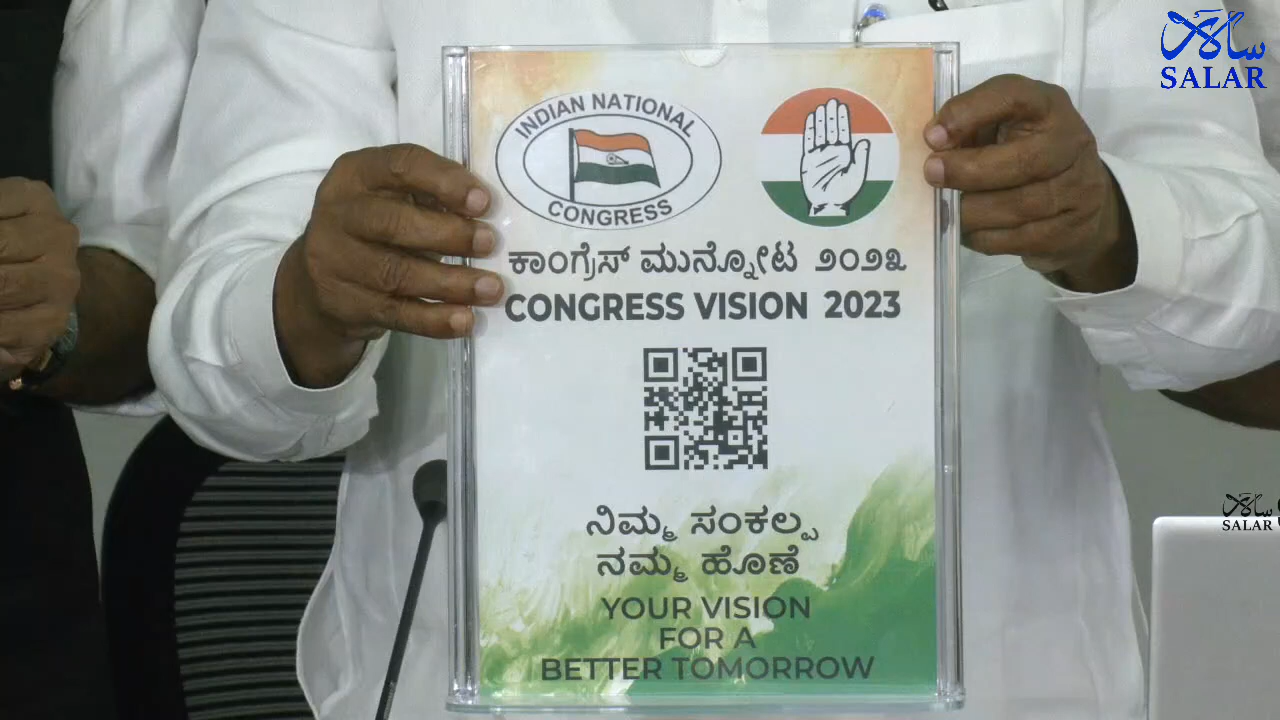 سالار
SALAR
INDIAN NATIONAL
CONGRESS
ಕಾಂಗ್ರೆಸ್ ಮುನ್ನೋಟ ೨೦೨೩
CONGRESS VISION 2023
ನಿಮ್ಮ ಸಂಕಲ್ಪ
ನಮ್ಮ ಹೊಣೆ
YOUR VISION
FOR A
BETTER TOMORROW
سالار
SALAR